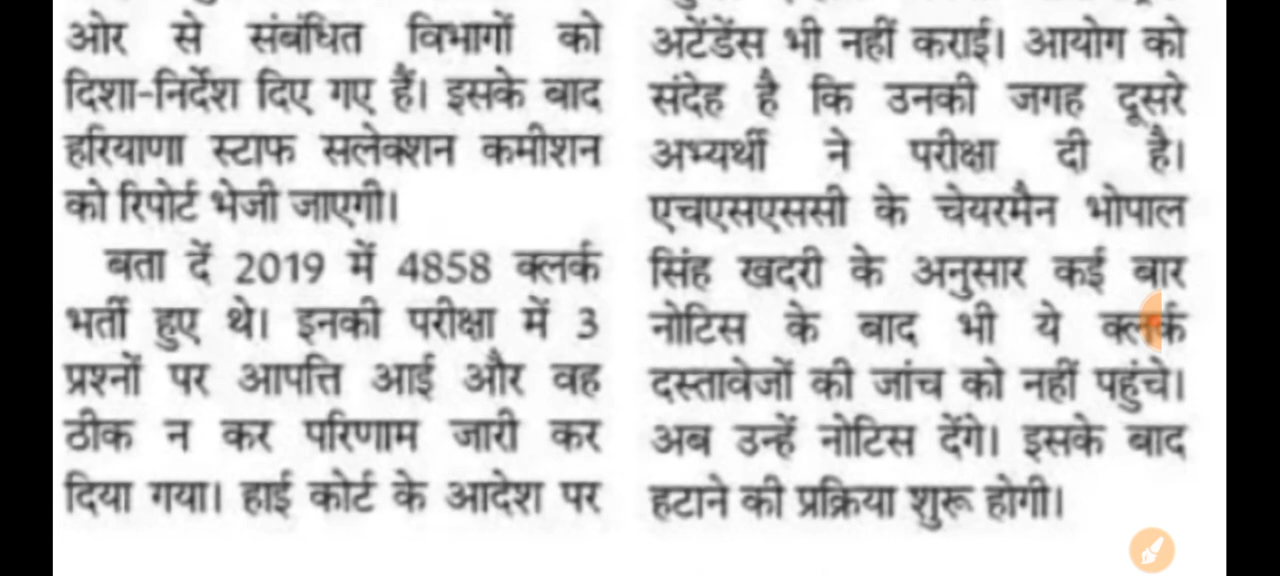 ओर से संबंधित विभागों को
दिशा-निर्देश दिए गए हैं। इसके बाद
हरियाणा स्टाफ सलेक्शन कमीशन
को रिपोर्ट भेजी जाएगी।
बता दें 2019 में 4858 क्लर्क
भर्ती हुए थे। इनकी परीक्षा में 3
प्रश्नों पर आपत्ति आई और वह
ठीक न कर परिणाम जारी कर
दिया गया। हाई कोर्ट के आदेश पर
अटेंडेंस भी नहीं कराई। आयोग को
संदेह है कि उनकी जगह दूसरे
अभ्यर्थी ने परीक्षा दी है।
एचएसएससी के चेयरमैन भोपाल
सिंह खदरी के अनुसार कई बार
नोटिस के बाद भी ये क्लर्क
दस्तावेजों की जांच को नहीं पहुंचे।
अब उन्हें नोटिस देंगे। इसके बाद
हटाने की प्रक्रिया शुरू होगी।